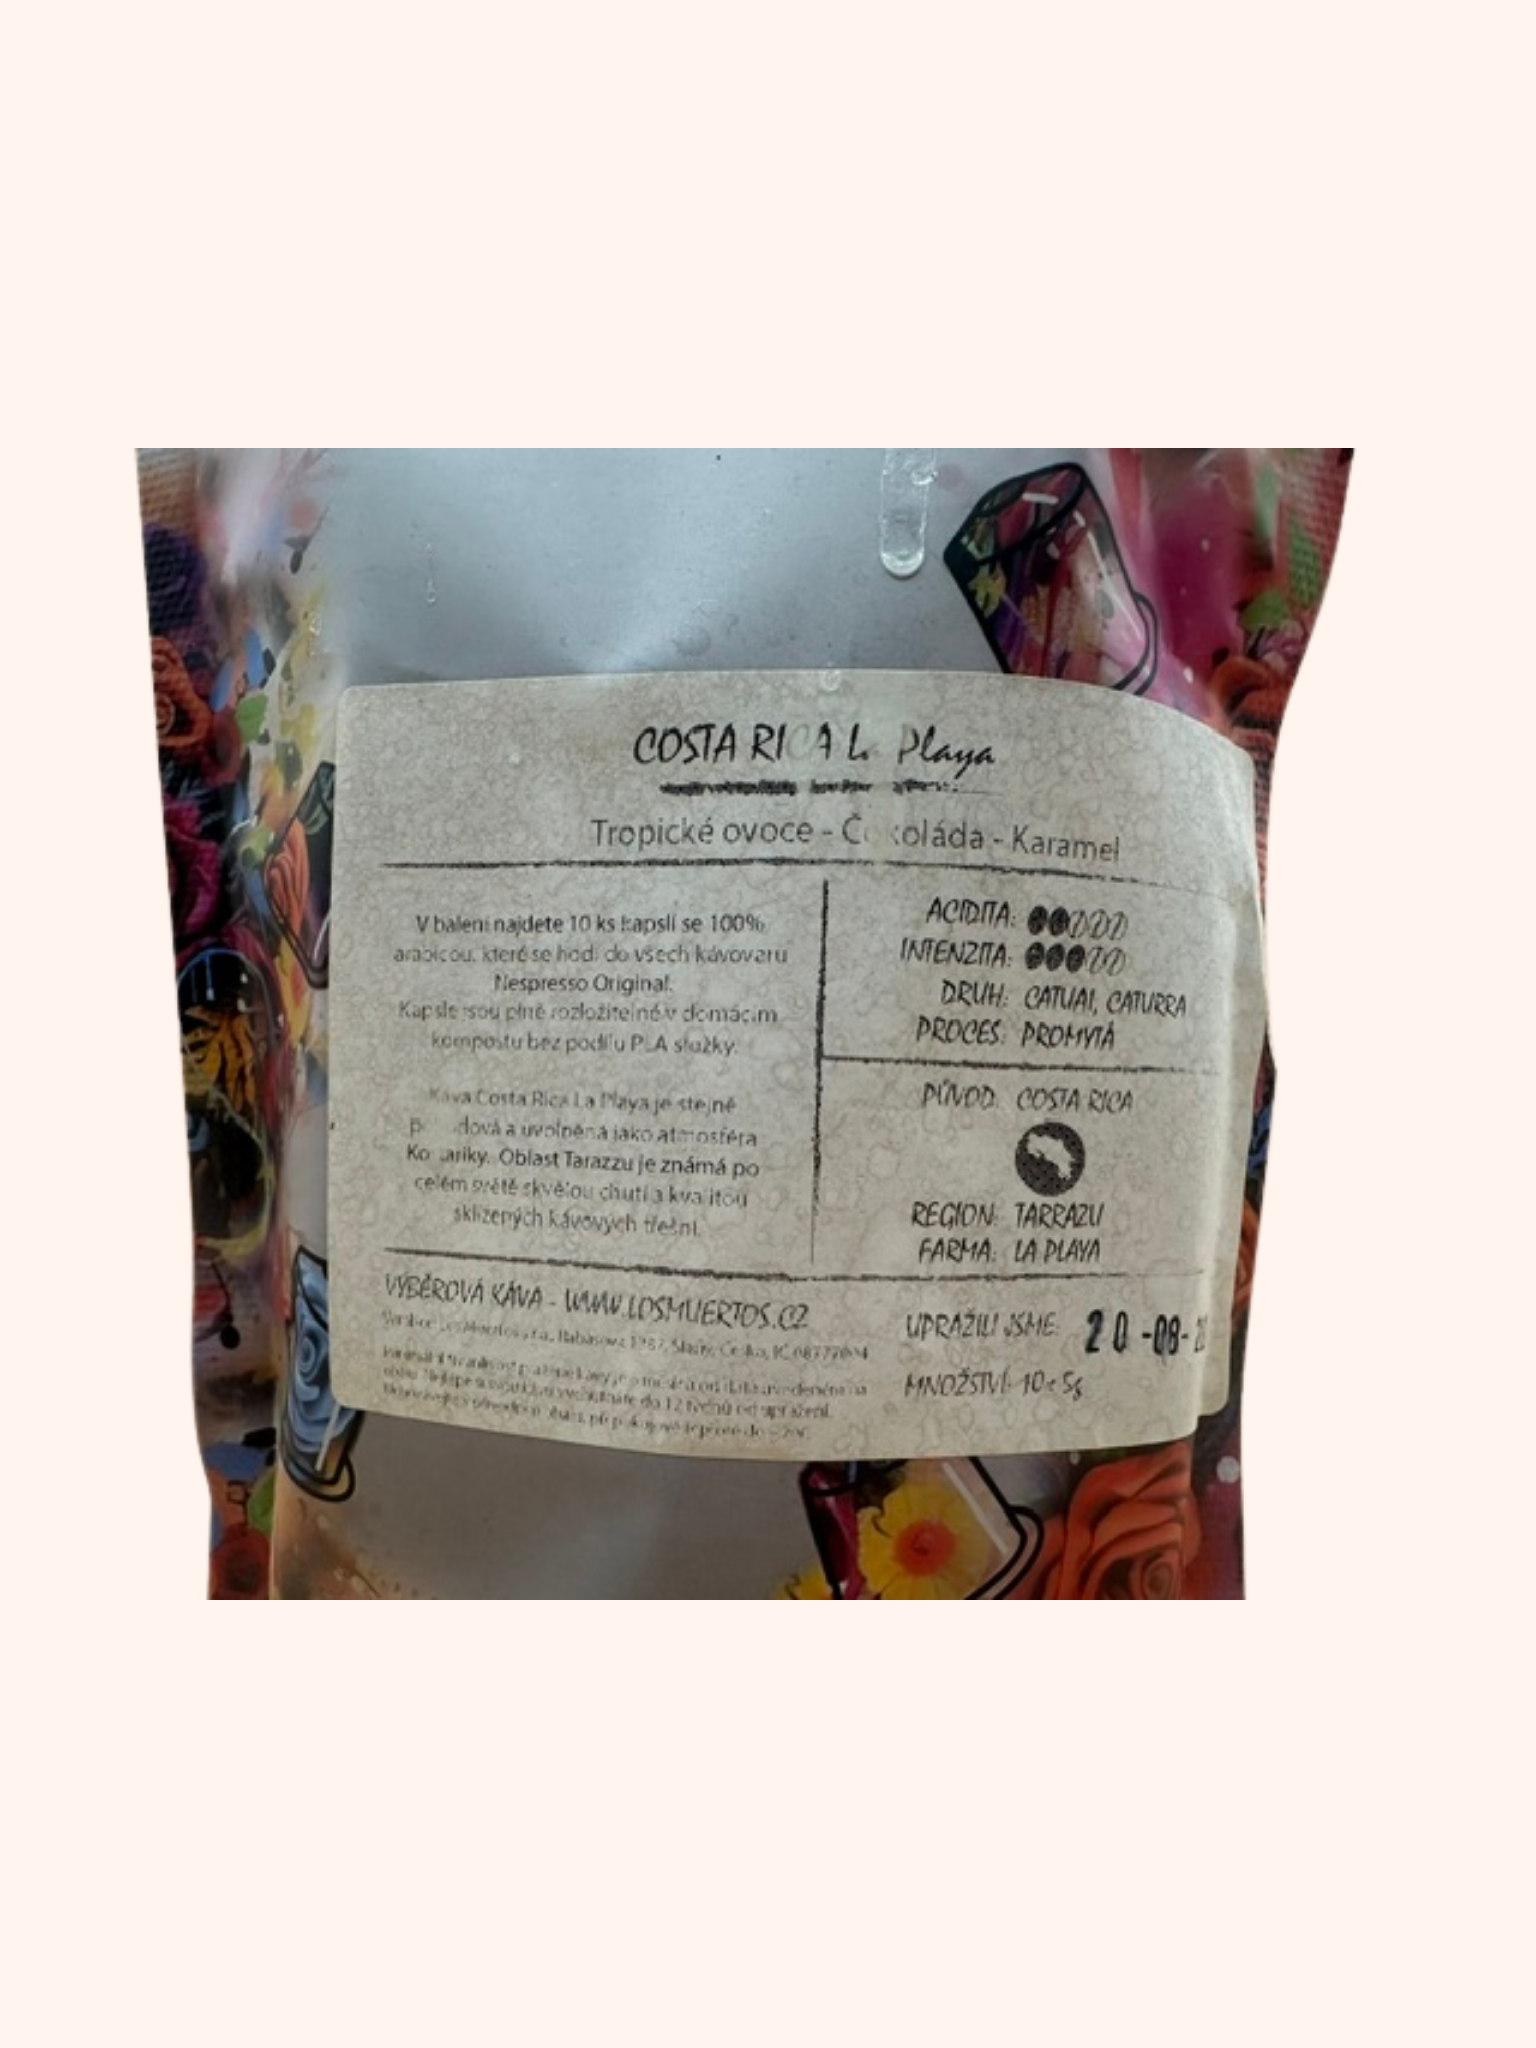 COSTA RICA La Playa
Tropické ovoce - Čokoláda - Karamel
V balení najdete 10 ks kapslí se 100%
arabicou, které se hodí do všech kávovarů
Nespresso Original.
Kapsle jsou plně rozložitelné v domácím
kompostu bez podílu PLA složky.
Káva Costa Rica La Playa je stejně
a uvolněná jako atmosféra
Kostariky. Oblast Tarazzu je známá po
celém světě skvělou chutí a kvalitou
sklizených kávových třešní.
ACIDITA:
INTENZITA:
DRUH: CATUAI, CATURRA
PROCES: PROMYTÁ
PŮVOD: COSTA RICA
REGION: TARRAZU
FARMA: LA PLAYA
VÝBĚROVÁ KÁVA - WWW.LOSMUERTOS.CZ
UPRAŽILI JSME: 20 -08-
MNOŽSTVÍ: 10x 5g